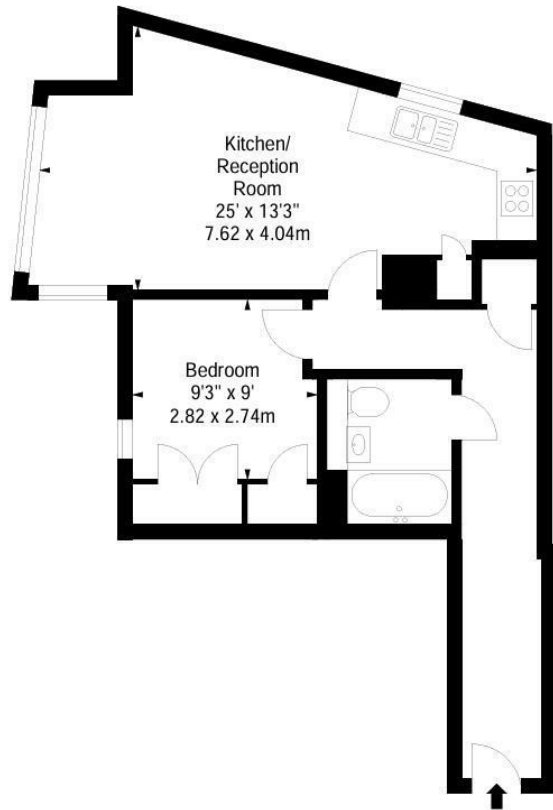 Kitchen/
Reception
Room
25' x 13'3"
7.62 x 4.04m
Bedroom
9'3" x 9'
2.82 x 2.74m